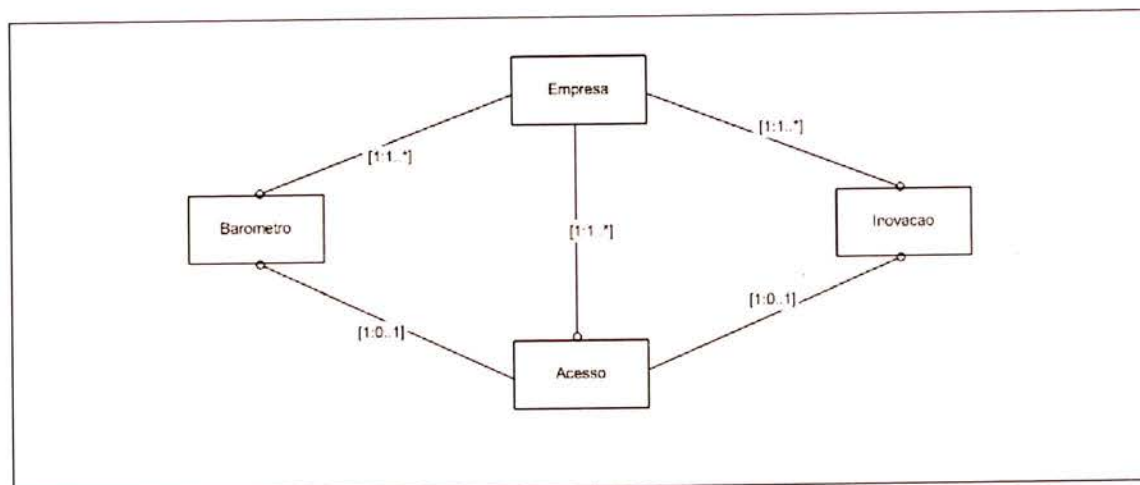 Empresa
[1:1..*]
[1:1..*]
Barometro
[1:1..*]
Inovacao
[1:0..1]
[1:0..1]
Acesso